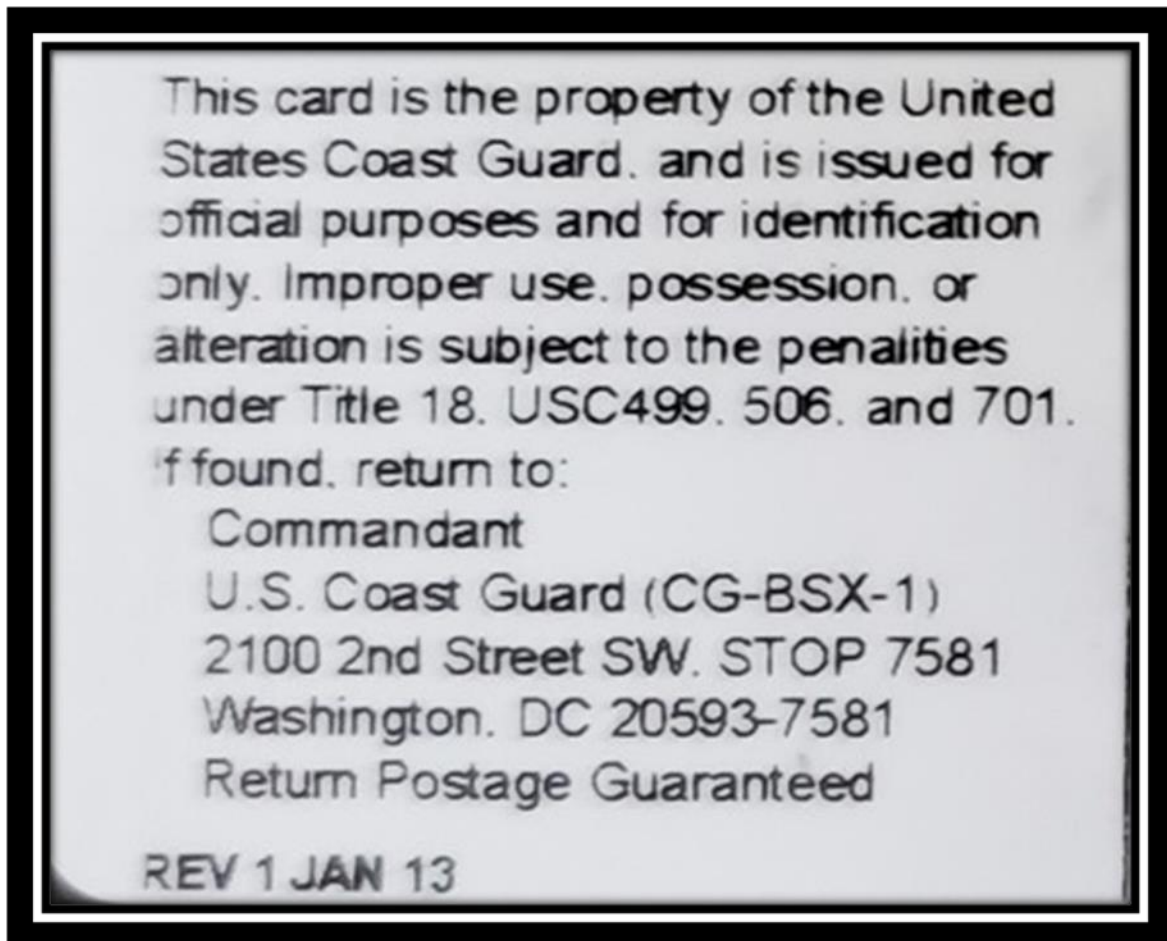 This card is the property of the United
States Coast Guard, and is issued for
official purposes and for identification
only. Improper use, possession, or
alteration is subject to the penalities
under Title 18, USC499, 506, and 701.
If found, return to:
Commandant
U.S. Coast Guard (CG-BSX-1)
2100 2nd Street SW, STOP 7581
Washington, DC 20593-7581
Return Postage Guaranteed
REV 1 JAN 13